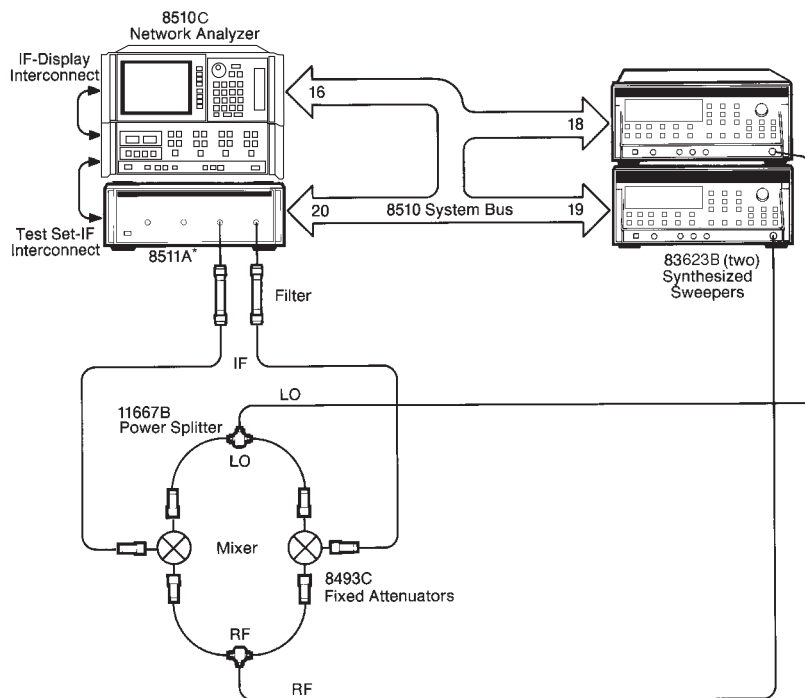 8510C
Network Analyzer
IF-Display
Interconnect
16
18
20
8510 System Bus
19
Test Set-IF
Interconnect
8511A*
83623B (two)
Synthesized
Sweepers
Filter
IF
LO
11667B
Power Splitter
LO
Mixer
8493C
Fixed Attenuators
RF
RF